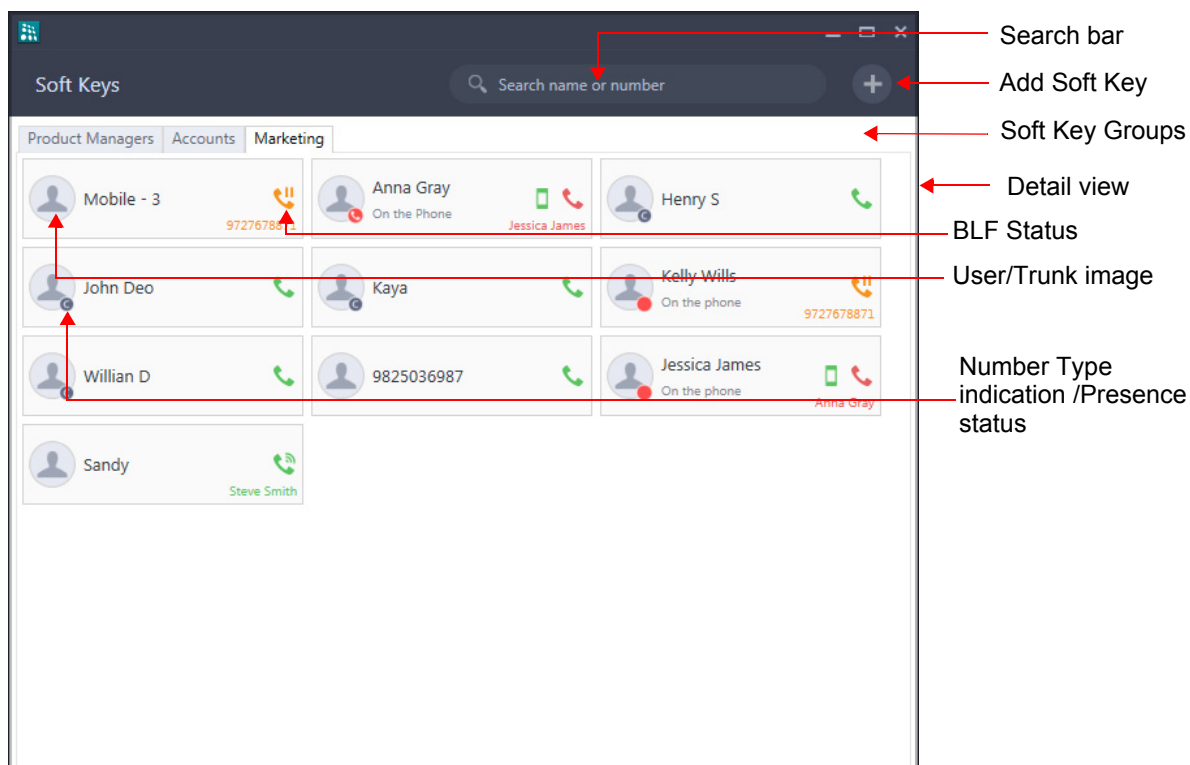 Search bar
Soft Keys
Search name or number
Add Soft Key
Product Managers
Accounts
Marketing
Soft Key Groups
Mobile - 3
9727678871
Anna Gray
On the Phone
Jessica James
Henry S
C
Detail view
BLF Status
John Deo
C
Kaya
C
Kelly Wills
On the phone
9727678871
User/Trunk image
Willian D
C
9825036987
Jessica James
On the phone
Anna Gray
Number Type
indication /Presence
status
Sandy
Steve Smith